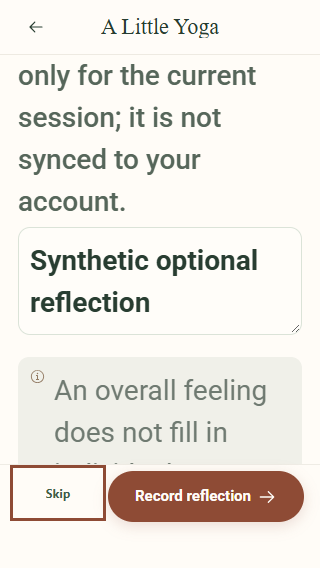 A Little Yoga
only for the current
session; it is not
synced to your
account.
Synthetic optional
reflection
An overall feeling
does not fill in
Skip
Record reflection